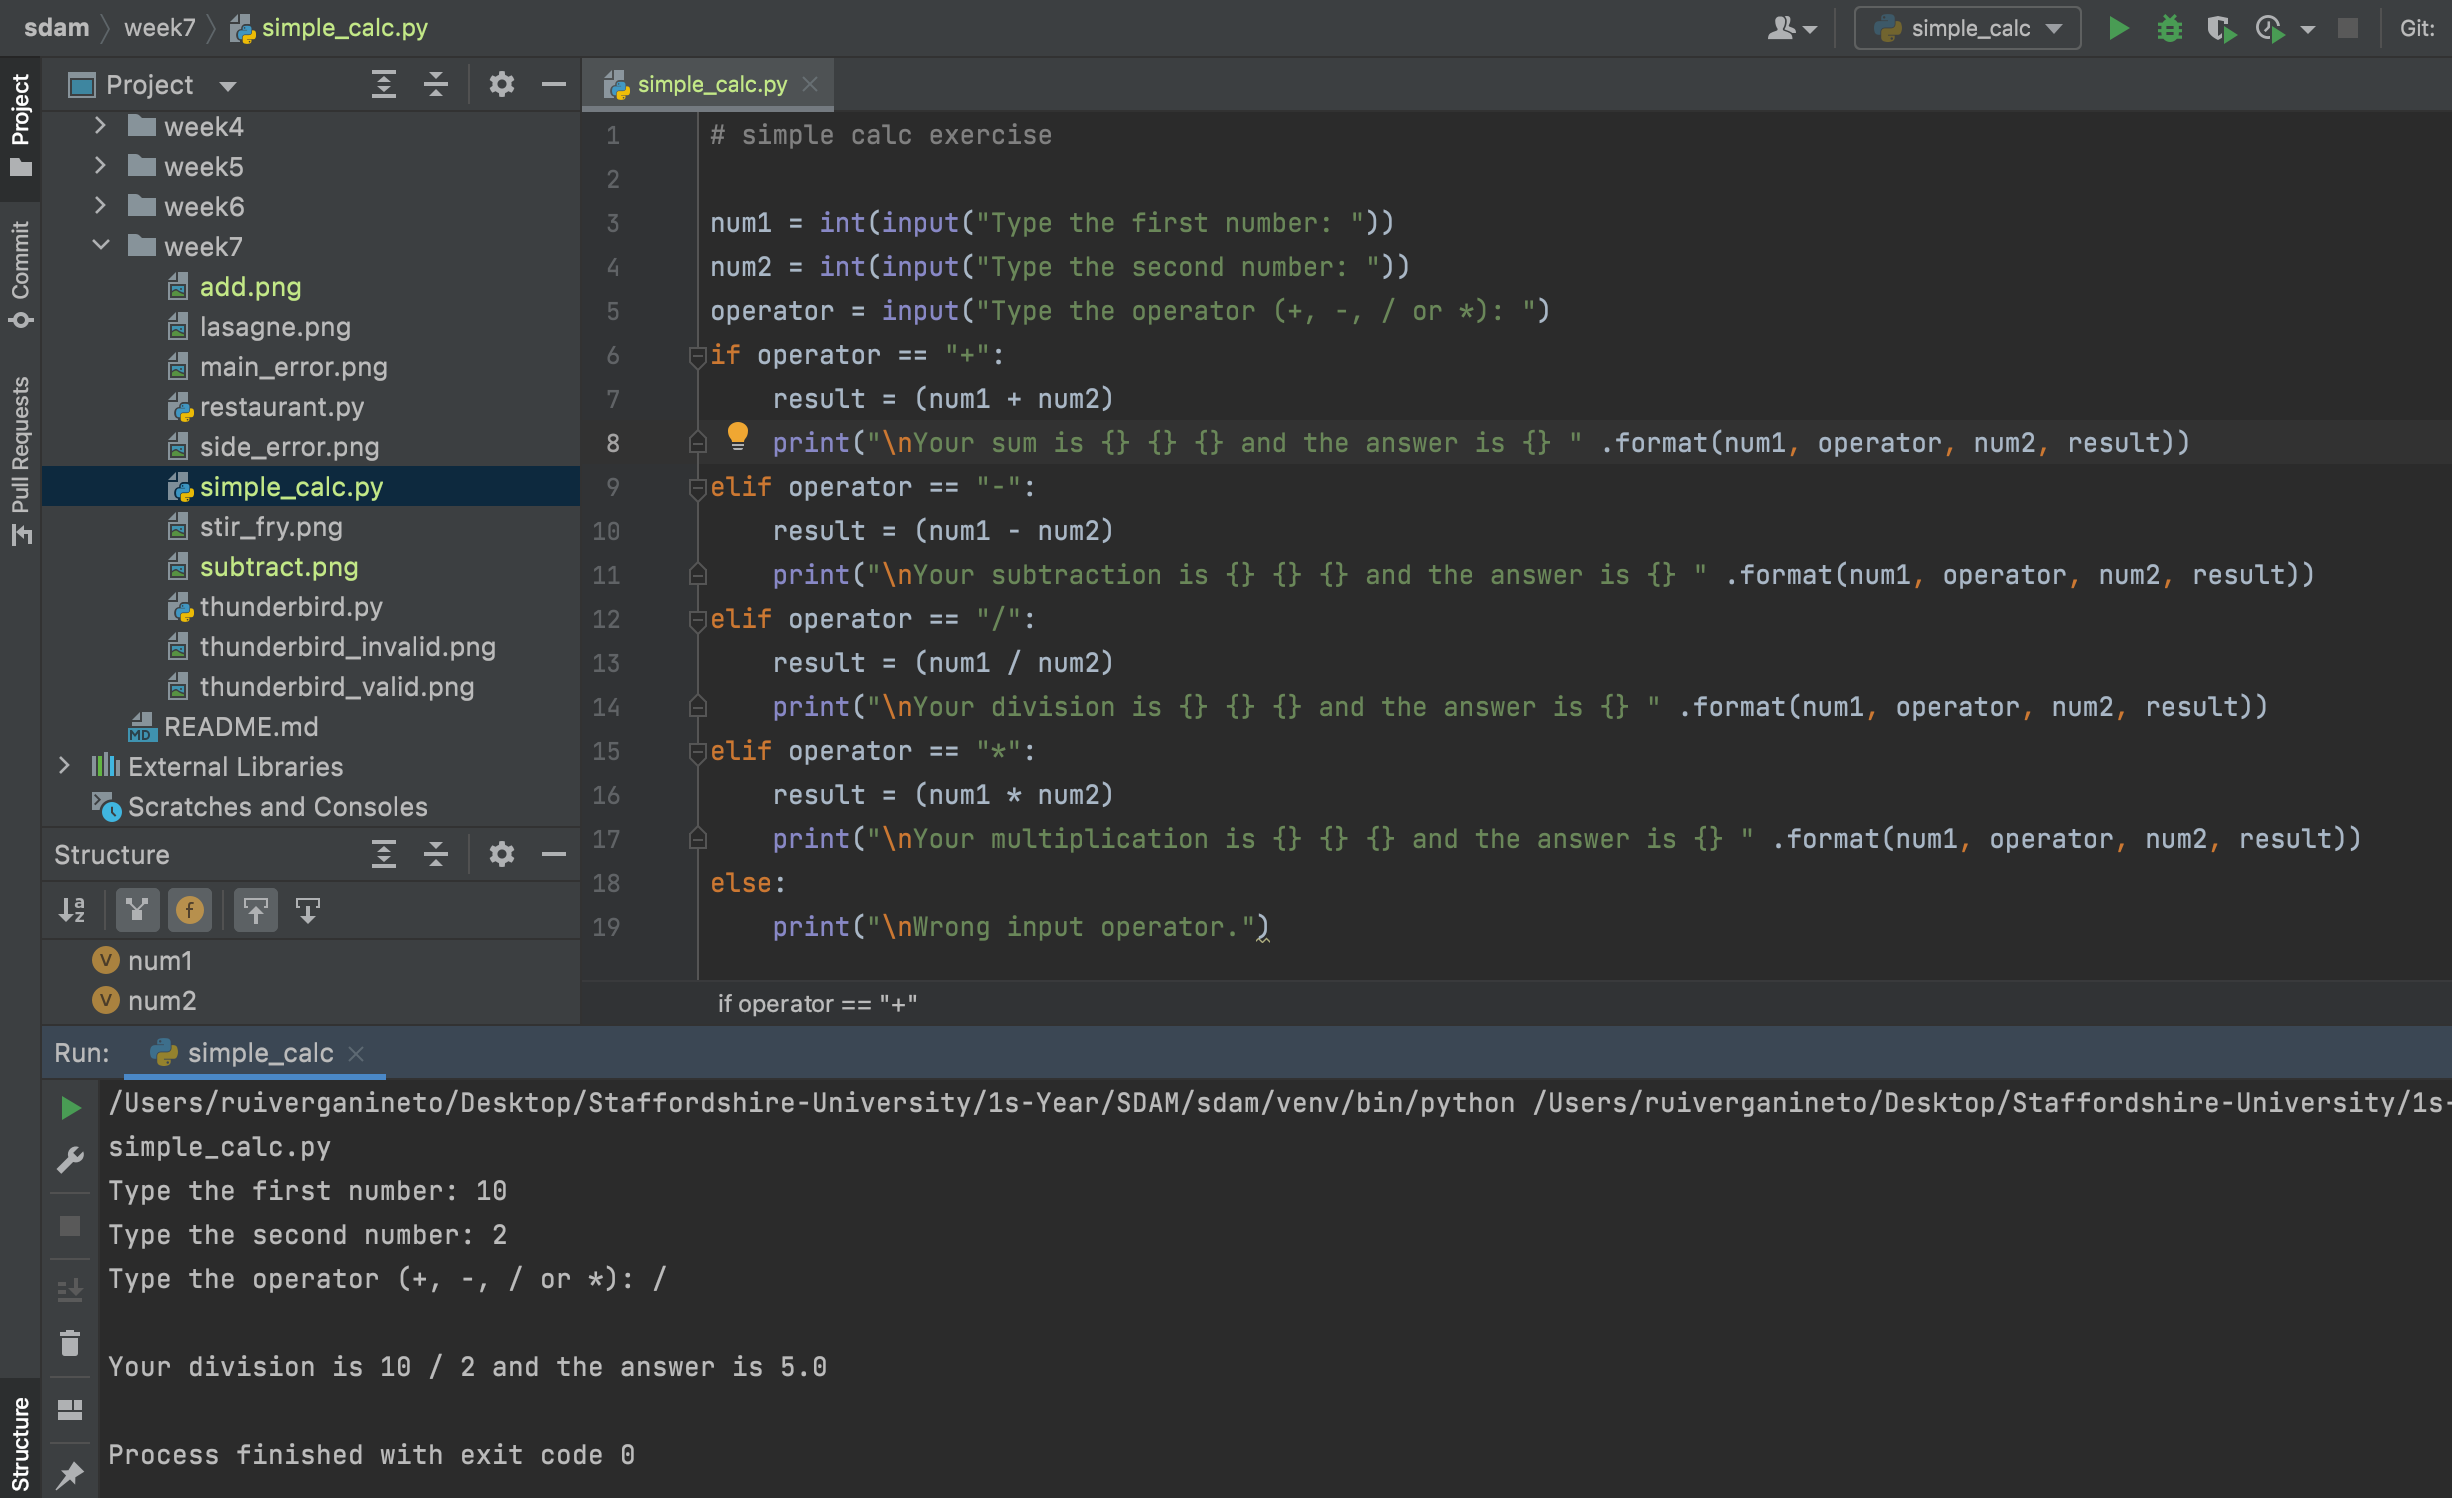 sdam week7 simple_calc.py simple_calc Git:
Project
simple_calc.py
Project
Commit
Pull Requests
Structure
week4
week5
week6
week7
add.png
lasagne.png
main_error.png
restaurant.py
side_error.png
simple_calc.py
stir_fry.png
subtract.png
thunderbird.py
thunderbird_invalid.png
thunderbird_valid.png
MD README.md
External Libraries
Scratches and Consoles
Structure
a z
f
v num1
v num2
1 # simple calc exercise
2
3 num1 = int(input("Type the first number: "))
4 num2 = int(input("Type the second number: "))
5 operator = input("Type the operator (+, -, / or *): ")
6 if operator == "+":
7     result = (num1 + num2)
8     print("\nYour sum is {} {} {} and the answer is {} " .format(num1, operator, num2, result))
9 elif operator == "-":
10     result = (num1 - num2)
11     print("\nYour subtraction is {} {} {} and the answer is {} " .format(num1, operator, num2, result))
12 elif operator == "/":
13     result = (num1 / num2)
14     print("\nYour division is {} {} {} and the answer is {} " .format(num1, operator, num2, result))
15 elif operator == "*":
16     result = (num1 * num2)
17     print("\nYour multiplication is {} {} {} and the answer is {} " .format(num1, operator, num2, result))
18 else:
19     print("\nWrong input operator.")
if operator == "+"
Run: simple_calc
/Users/ruiverganineto/Desktop/Staffordshire-University/1s-Year/SDAM/sdam/venv/bin/python /Users/ruiverganineto/Desktop/Staffordshire-University/1s-
simple_calc.py
Type the first number: 10
Type the second number: 2
Type the operator (+, -, / or *): /
Your division is 10 / 2 and the answer is 5.0
Process finished with exit code 0